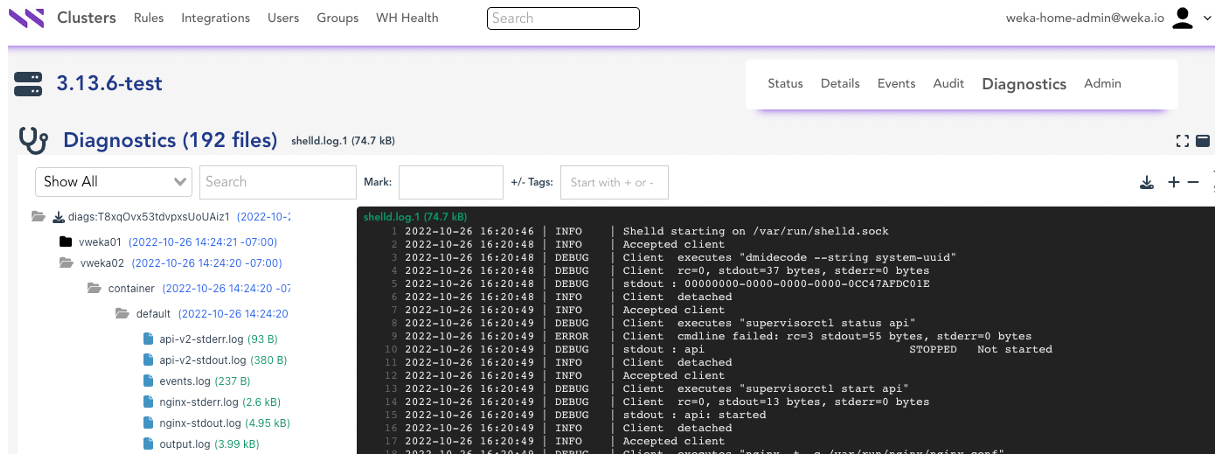 Clusters Rules Integrations Users Groups WH Health Search weka-home-admin@weka.io
3.13.6-test Status Details Events Audit Diagnostics Admin
Diagnostics (192 files) shelld.log.1 (74.7 kB)
Show All Search Mark: +/- Tags: Start with + or -
diags:T8xqOvx53tdvpxsUoUAiz1 (2022-10-2
vweka01 (2022-10-26 14:24:21 -07:00)
vweka02 (2022-10-26 14:24:20 -07:00)
container (2022-10-26 14:24:20 -07
default (2022-10-26 14:24:20
api-v2-stderr.log (93 B)
api-v2-stdout.log (380 B)
events.log (237 B)
nginx-stderr.log (2.6 kB)
nginx-stdout.log (4.95 kB)
output.log (3.99 kB)
shelld.log.1 (74.7 kB)
1 2022-10-26 16:20:46 | INFO | Shelld starting on /var/run/shelld.sock
2 2022-10-26 16:20:48 | INFO | Accepted client
3 2022-10-26 16:20:48 | DEBUG | Client executes "dmidecode --string system-uuid"
4 2022-10-26 16:20:48 | DEBUG | Client rc=0, stdout=37 bytes, stderr=0 bytes
5 2022-10-26 16:20:48 | DEBUG | stdout : 00000000-0000-0000-0000-0CC47AFDC01E
6 2022-10-26 16:20:48 | INFO | Client detached
7 2022-10-26 16:20:49 | INFO | Accepted client
8 2022-10-26 16:20:49 | DEBUG | Client executes "supervisorctl status api"
9 2022-10-26 16:20:49 | ERROR | Client cmdline failed: rc=3 stdout=55 bytes, stderr=0 bytes
10 2022-10-26 16:20:49 | DEBUG | stdout : api STOPPED Not started
11 2022-10-26 16:20:49 | INFO | Client detached
12 2022-10-26 16:20:49 | INFO | Accepted client
13 2022-10-26 16:20:49 | DEBUG | Client executes "supervisorctl start api"
14 2022-10-26 16:20:49 | DEBUG | Client rc=0, stdout=13 bytes, stderr=0 bytes
15 2022-10-26 16:20:49 | DEBUG | stdout : api: started
16 2022-10-26 16:20:49 | INFO | Client detached
17 2022-10-26 16:20:49 | INFO | Accepted client